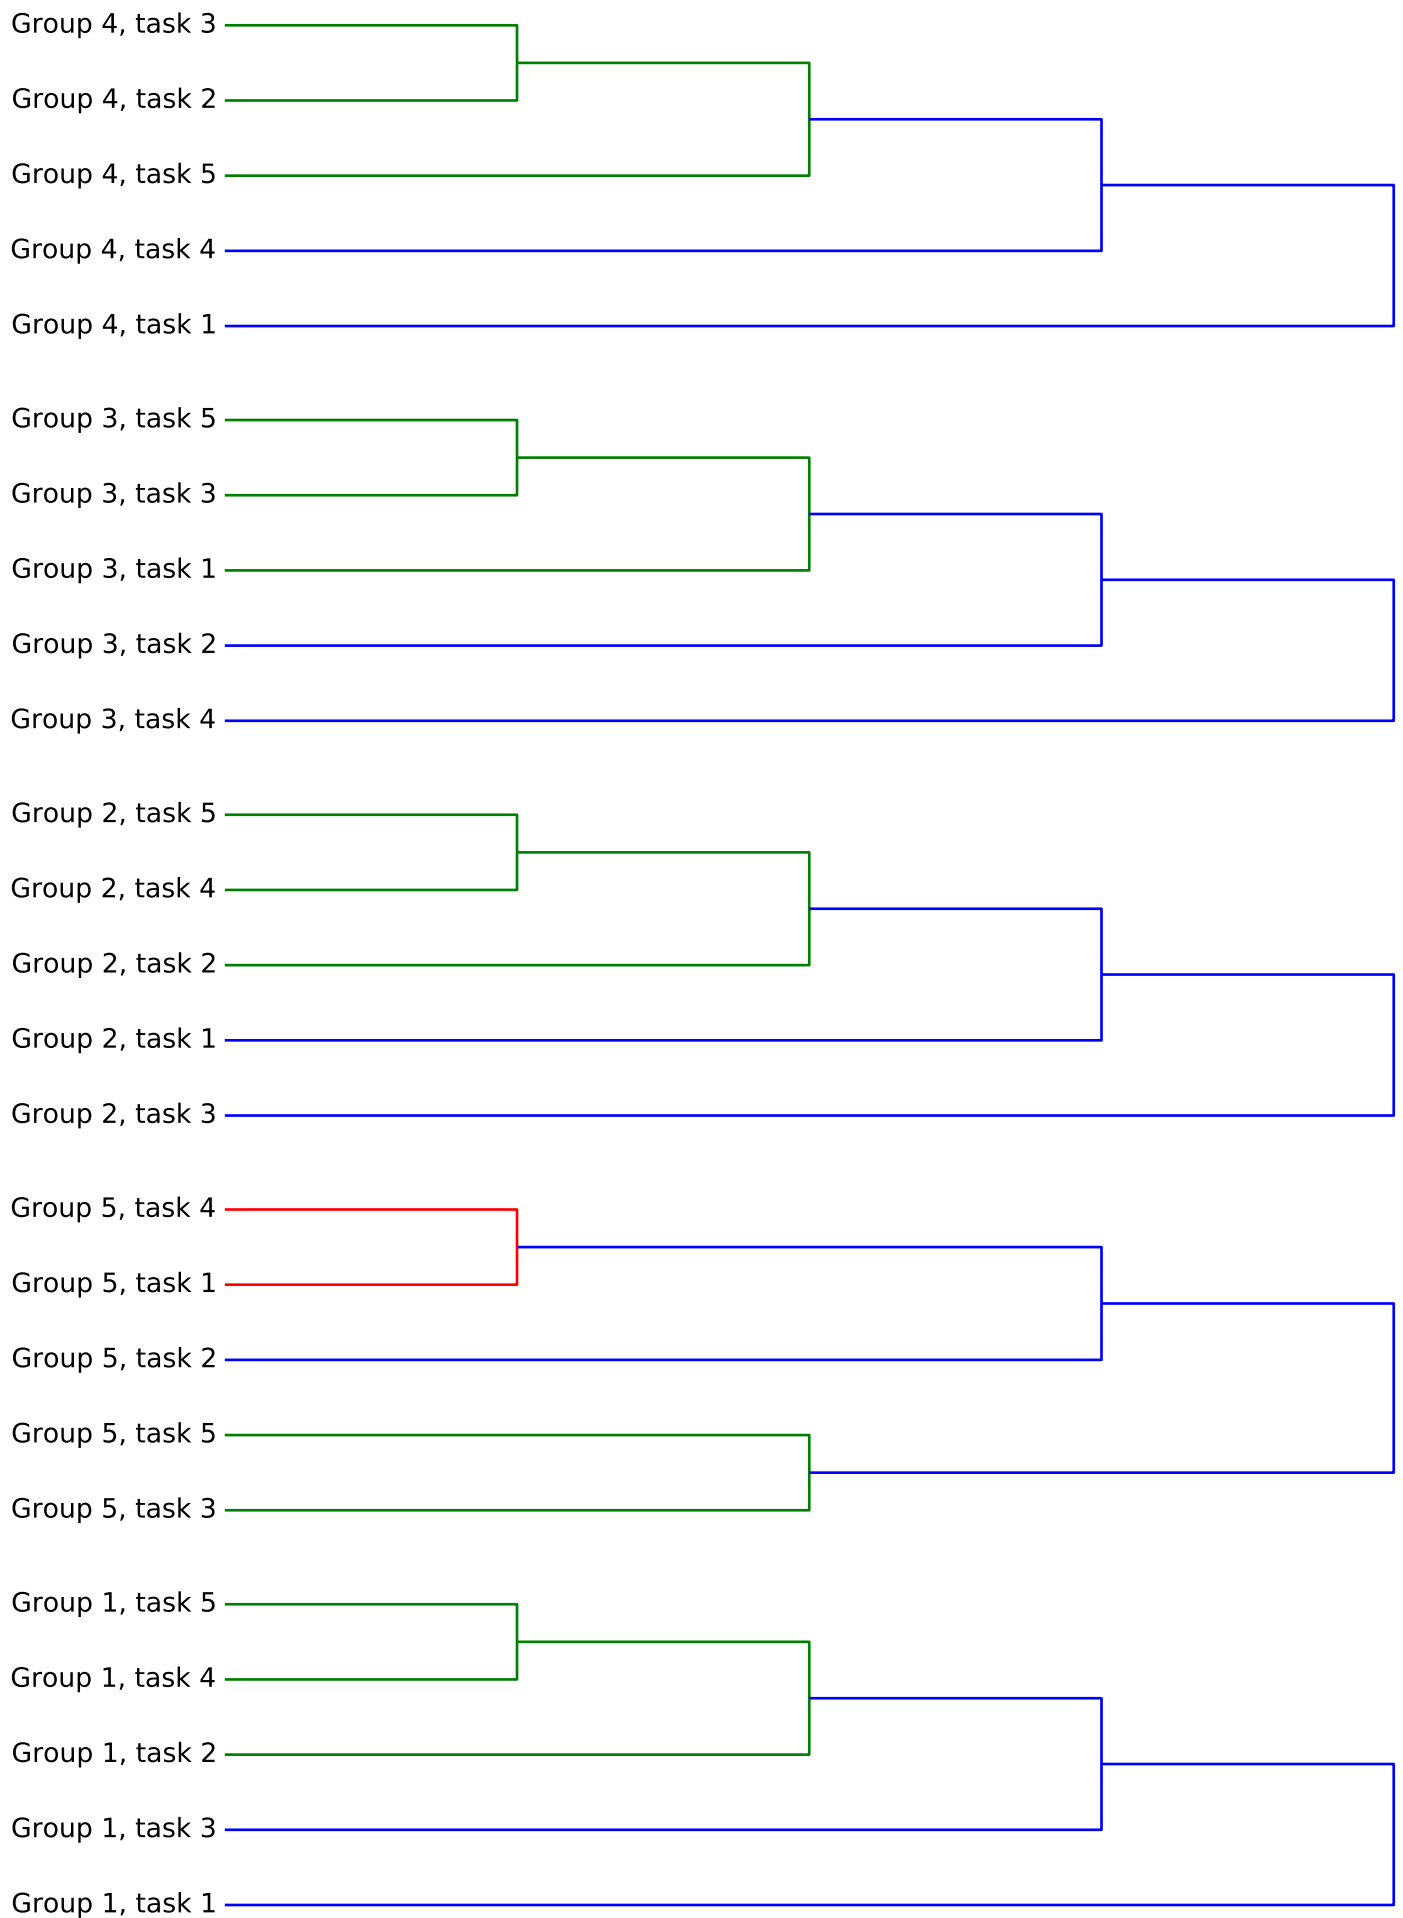 Group 4, task 3
Group 4, task 2
Group 4, task 5
Group 4, task 4
Group 4, task 1
Group 3, task 5
Group 3, task 3
Group 3, task 1
Group 3, task 2
Group 3, task 4
Group 2, task 5
Group 2, task 4
Group 2, task 2
Group 2, task 1
Group 2, task 3
Group 5, task 4
Group 5, task 1
Group 5, task 2
Group 5, task 5
Group 5, task 3
Group 1, task 5
Group 1, task 4
Group 1, task 2
Group 1, task 3
Group 1, task 1